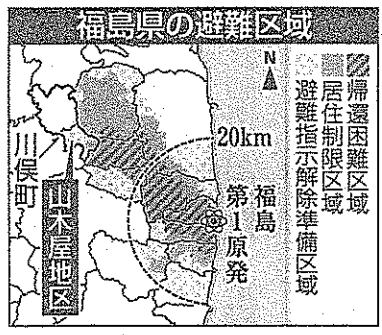 福島県の避難区域
N
帰還困難区域
居住制限区域
避難指示解除準備区域
20km
福島
第1原発
川俣町
山木屋地区